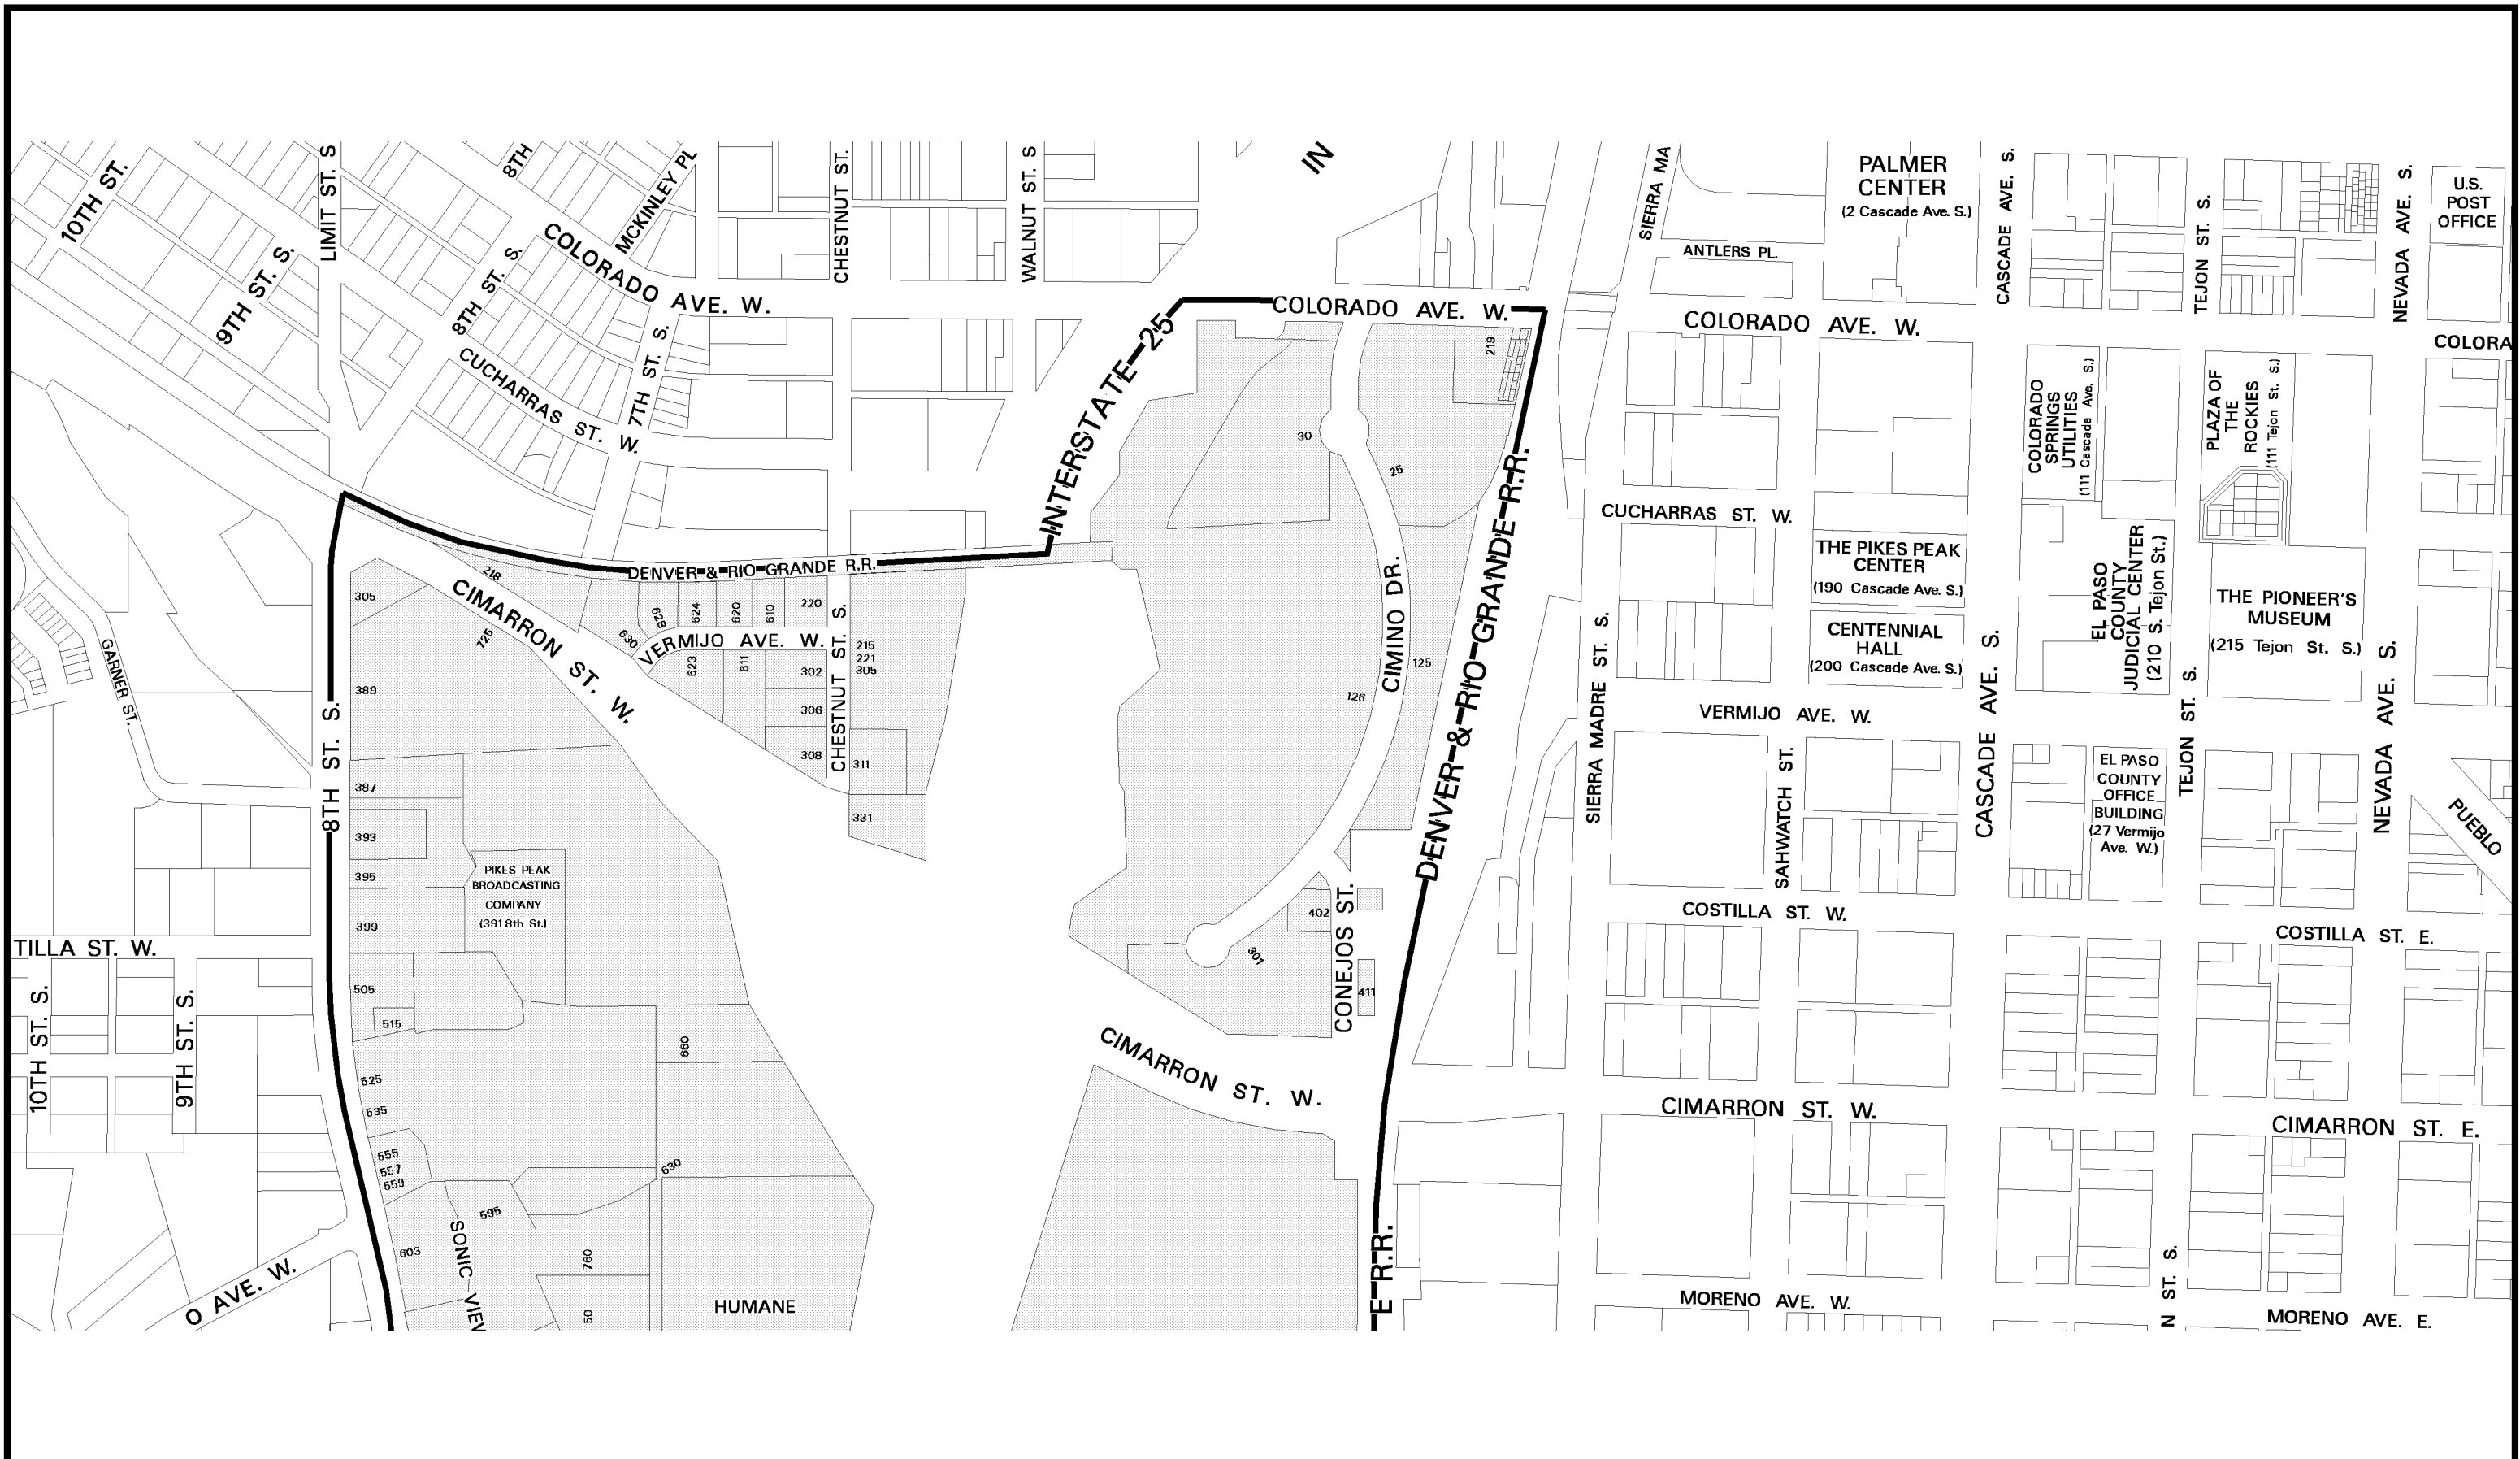 10TH ST.
LIMIT ST. S
8TH
MCKINLEY PL
CHESTNUT ST.
WALNUT ST. S
IN
SIERRA MA
PALMER
CENTER
(2 Cascade Ave. S.)
CASCADE AVE. S.
TEJON ST. S.
NEVADA AVE. S.
U.S.
POST
OFFICE
ANTLERS PL.
9TH ST. S.
8TH ST. S.
COLORADO AVE. W.
INTERSTATE 25
COLORADO AVE. W.
COLORADO AVE. W.
COLORA
219
CUCHARRAS ST. W.
7TH ST. S.
30
25
COLORADO
SPRINGS
UTILITIES
(111 Cascade Ave. S.)
PLAZA OF
THE
ROCKIES
(111 Tejon St. S.)
CUCHARRAS ST. W.
THE PIKES PEAK
CENTER
(190 Cascade Ave. S.)
CENTENNIAL
HALL
(200 Cascade Ave. S.)
EL PASO
COUNTY
JUDICIAL CENTER
(210 S. Tejon St.)
THE PIONEER'S
MUSEUM
(215 Tejon St. S.)
DENVER & RIO GRANDE R.R.
218
CIMARRON ST. W.
305
725
628
624
620
610
220
630
VERMIJO AVE. W.
623
611
302
306
308
CHESTNUT ST. S.
215
221
305
311
331
389
GARNER ST.
8TH ST. S.
387
393
395
399
PIKES PEAK
BROADCASTING
COMPANY
(391 8th St.)
CIMINO DR.
125
126
DENVER & RIO GRANDE R.R.
SIERRA MADRE ST. S.
VERMIJO AVE. W.
SAHWATCH ST.
CASCADE AVE. S.
EL PASO
COUNTY
OFFICE
BUILDING
(27 Vermijo
Ave. W.)
TEJON ST. S.
NEVADA AVE. S.
PUEBLO
402
CONEJOS ST.
301
411
COSTILLA ST. W.
COSTILLA ST. E.
TILLA ST. W.
10TH ST. S.
9TH ST. S.
505
515
525
535
660
CIMARRON ST. W.
CIMARRON ST. W.
CIMARRON ST. E.
555
557
559
630
595
603
SONIC VIEW
760
50
HUMANE
O AVE. W.
E R.R.
MORENO AVE. W.
N ST. S.
MORENO AVE. E.